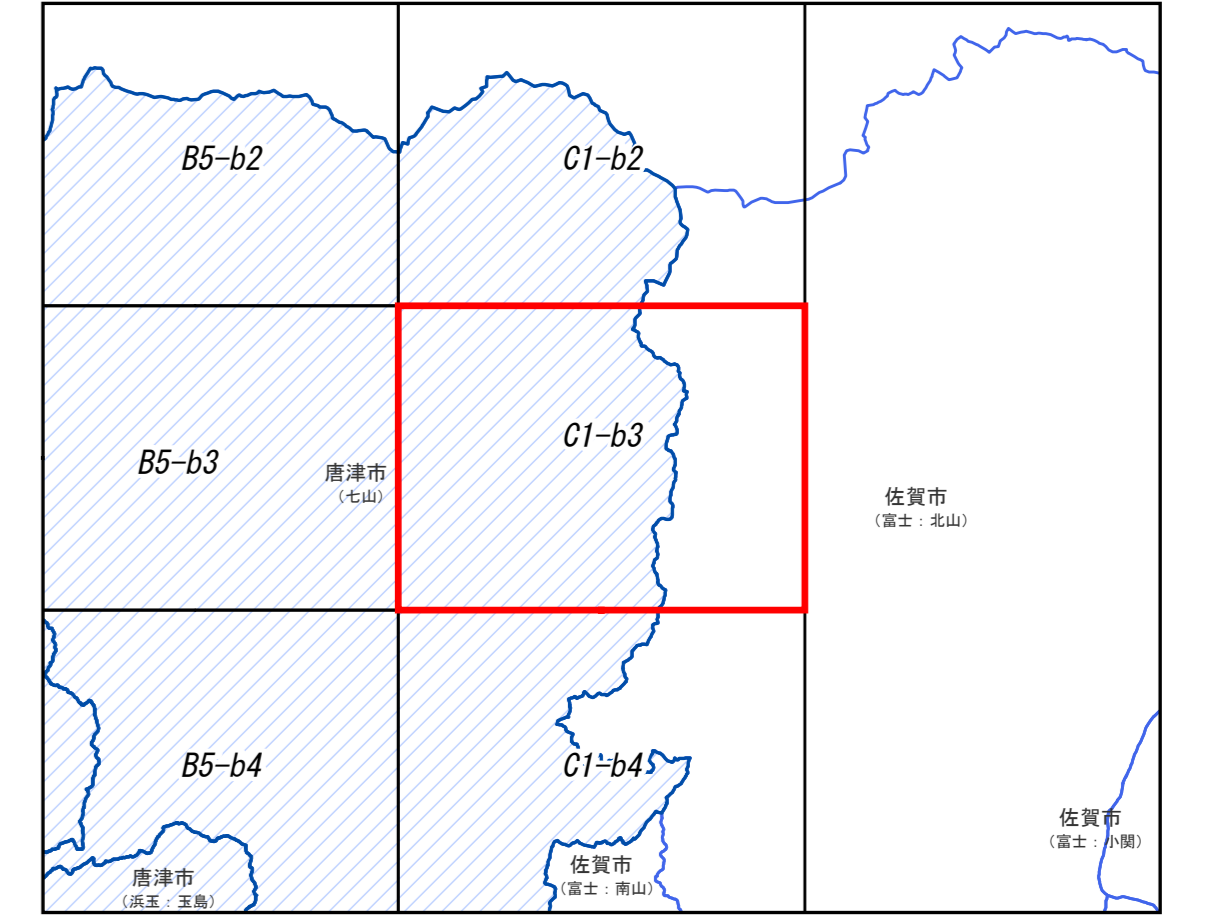 B5-b2
C1-b2
B5-b3
唐津市
（七山）
C1-b3
佐賀市
（富士：北山）
B5-b4
C1-b4
佐賀市
（富士：小関）
唐津市
（浜玉：玉島）
佐賀市
（富士：南山）